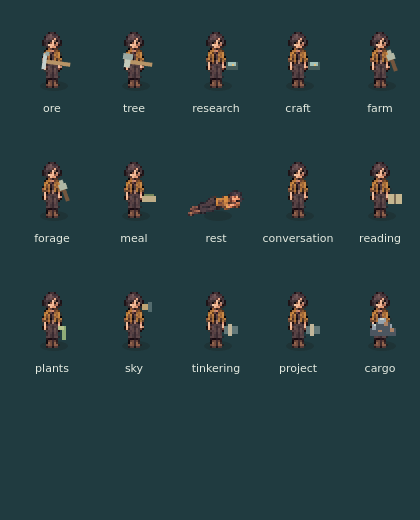 ore tree research craft farm
forage meal rest conversation reading
plants sky tinkering project cargo